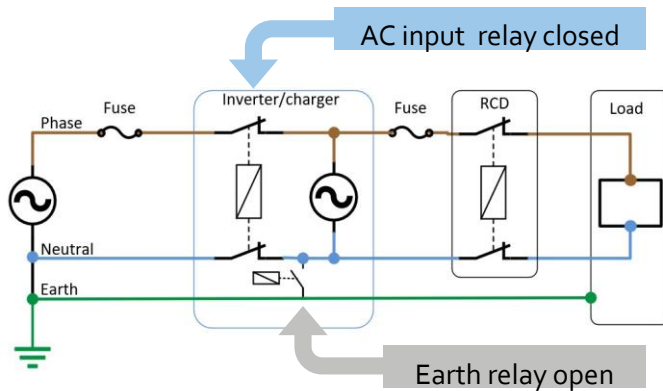 AC input relay closed
Inverter/charger
Fuse
Fuse
RCD
Load
Phase
Neutral
Earth
Earth relay open